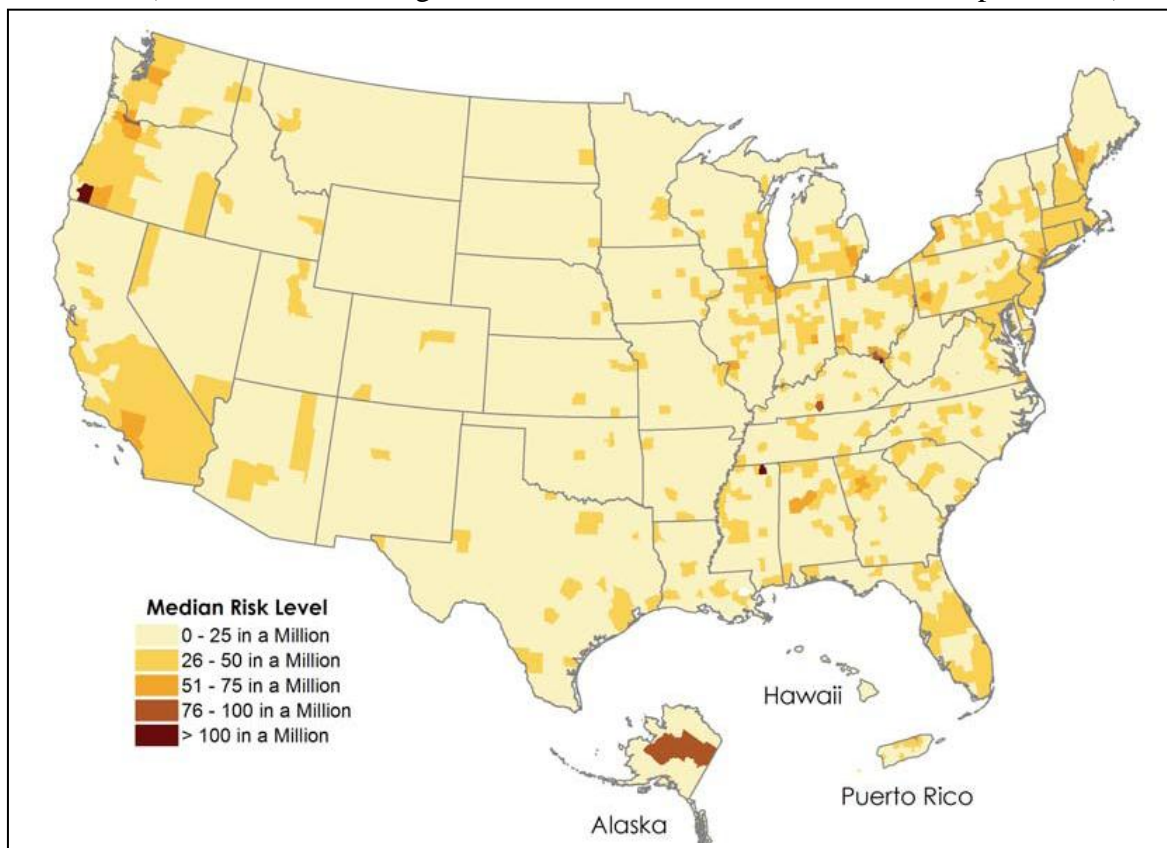 Median Risk Level
0 - 25 in a Million
26 - 50 in a Million
51 - 75 in a Million
76 - 100 in a Million
> 100 in a Million
Hawaii
Puerto Rico
Alaska